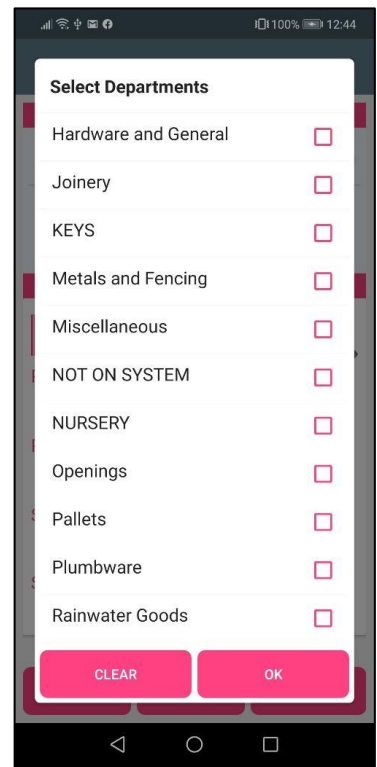 100% 12:44
Select Departments
Hardware and General
Joinery
KEYS
Metals and Fencing
Miscellaneous
NOT ON SYSTEM
NURSERY
Openings
Pallets
Plumbware
Rainwater Goods
CLEAR OK